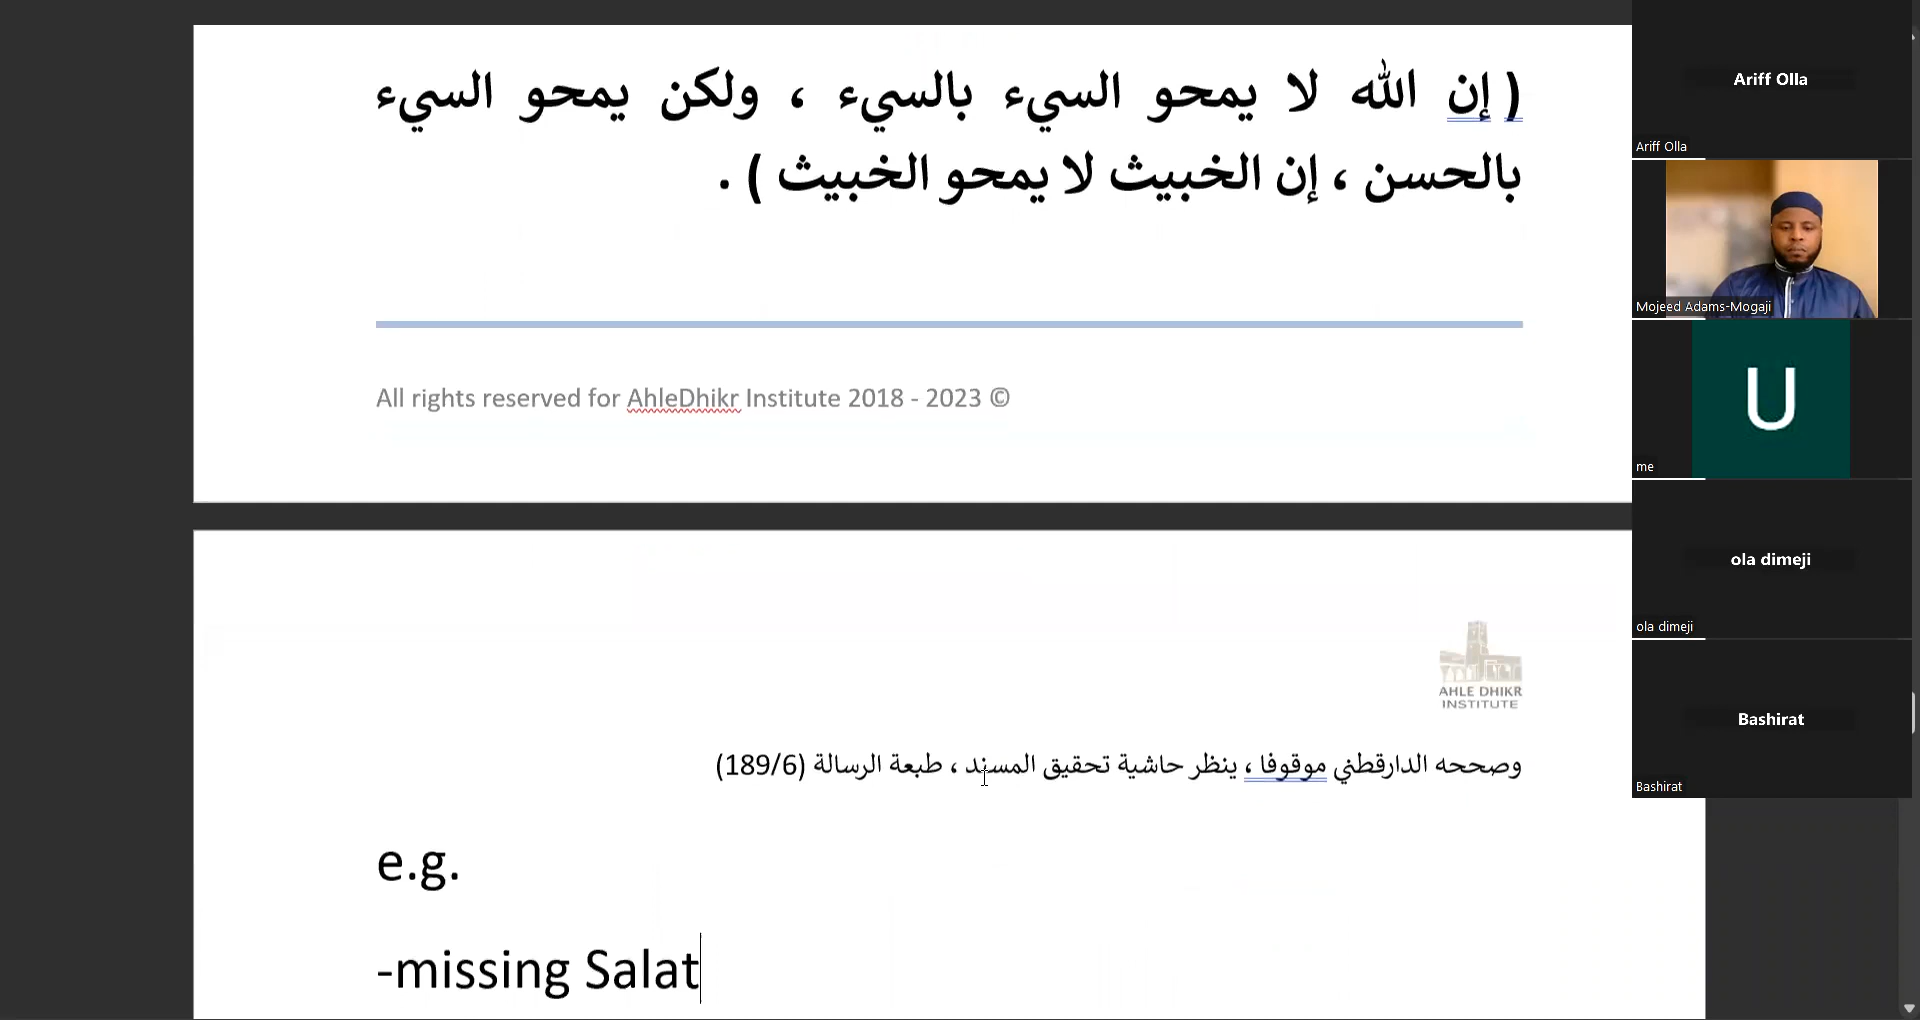 ( إن الله لا يمحو السيء بالسيء ، ولكن يمحو السيء
بالحسن ، إن الخبيث لا يمحو الخبيث ) .
All rights reserved for AhleDhikr Institute 2018 - 2023 ©
AHLE DHIKR
INSTITUTE
وصححه الدارقطني موقوفا ، ينظر حاشية تحقيق المسند ، طبعة الرسالة (189/6)
e.g.
-missing Salat
Ariff Olla
Ariff Olla
Mojeed Adams-Mogaji
U
me
ola dimeji
ola dimeji
Bashirat
Bashirat